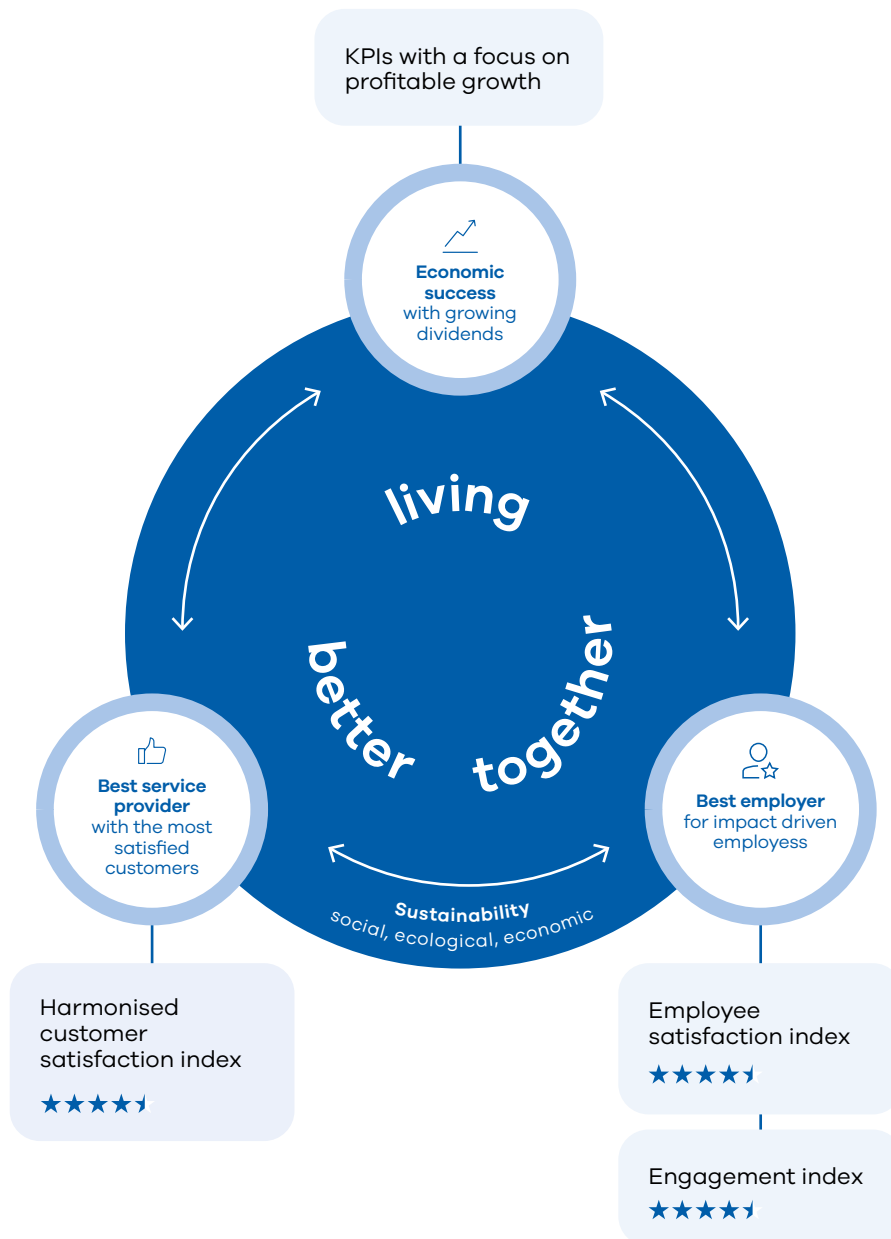 KPIs with a focus on
profitable growth
Economic
success
with growing
dividends
living
better
together
Best service
provider
with the most
satisfied
customers
Best employer
for impact driven
employess
Sustainability
social, ecological, economic
Harmonised
customer
satisfaction index
Employee
satisfaction index
Engagement index